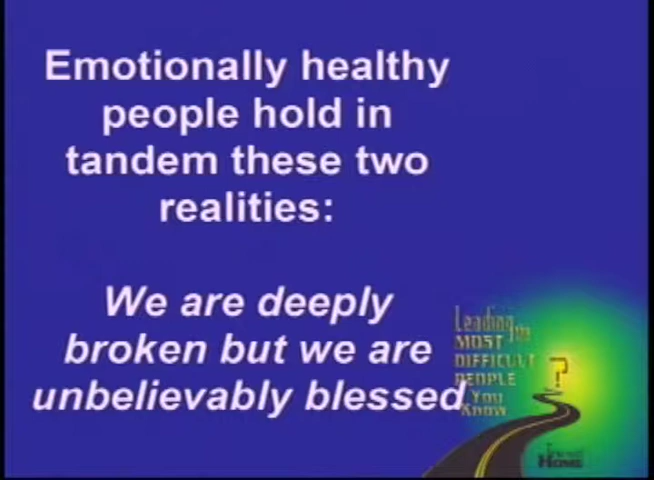 Emotionally healthy
people hold in
tandem these two
realities:
We are deeply
broken but we are
unbelievably blessed
Leading the
MOST
DIFFICULT
PEOPLE
You
Know
?
HOME